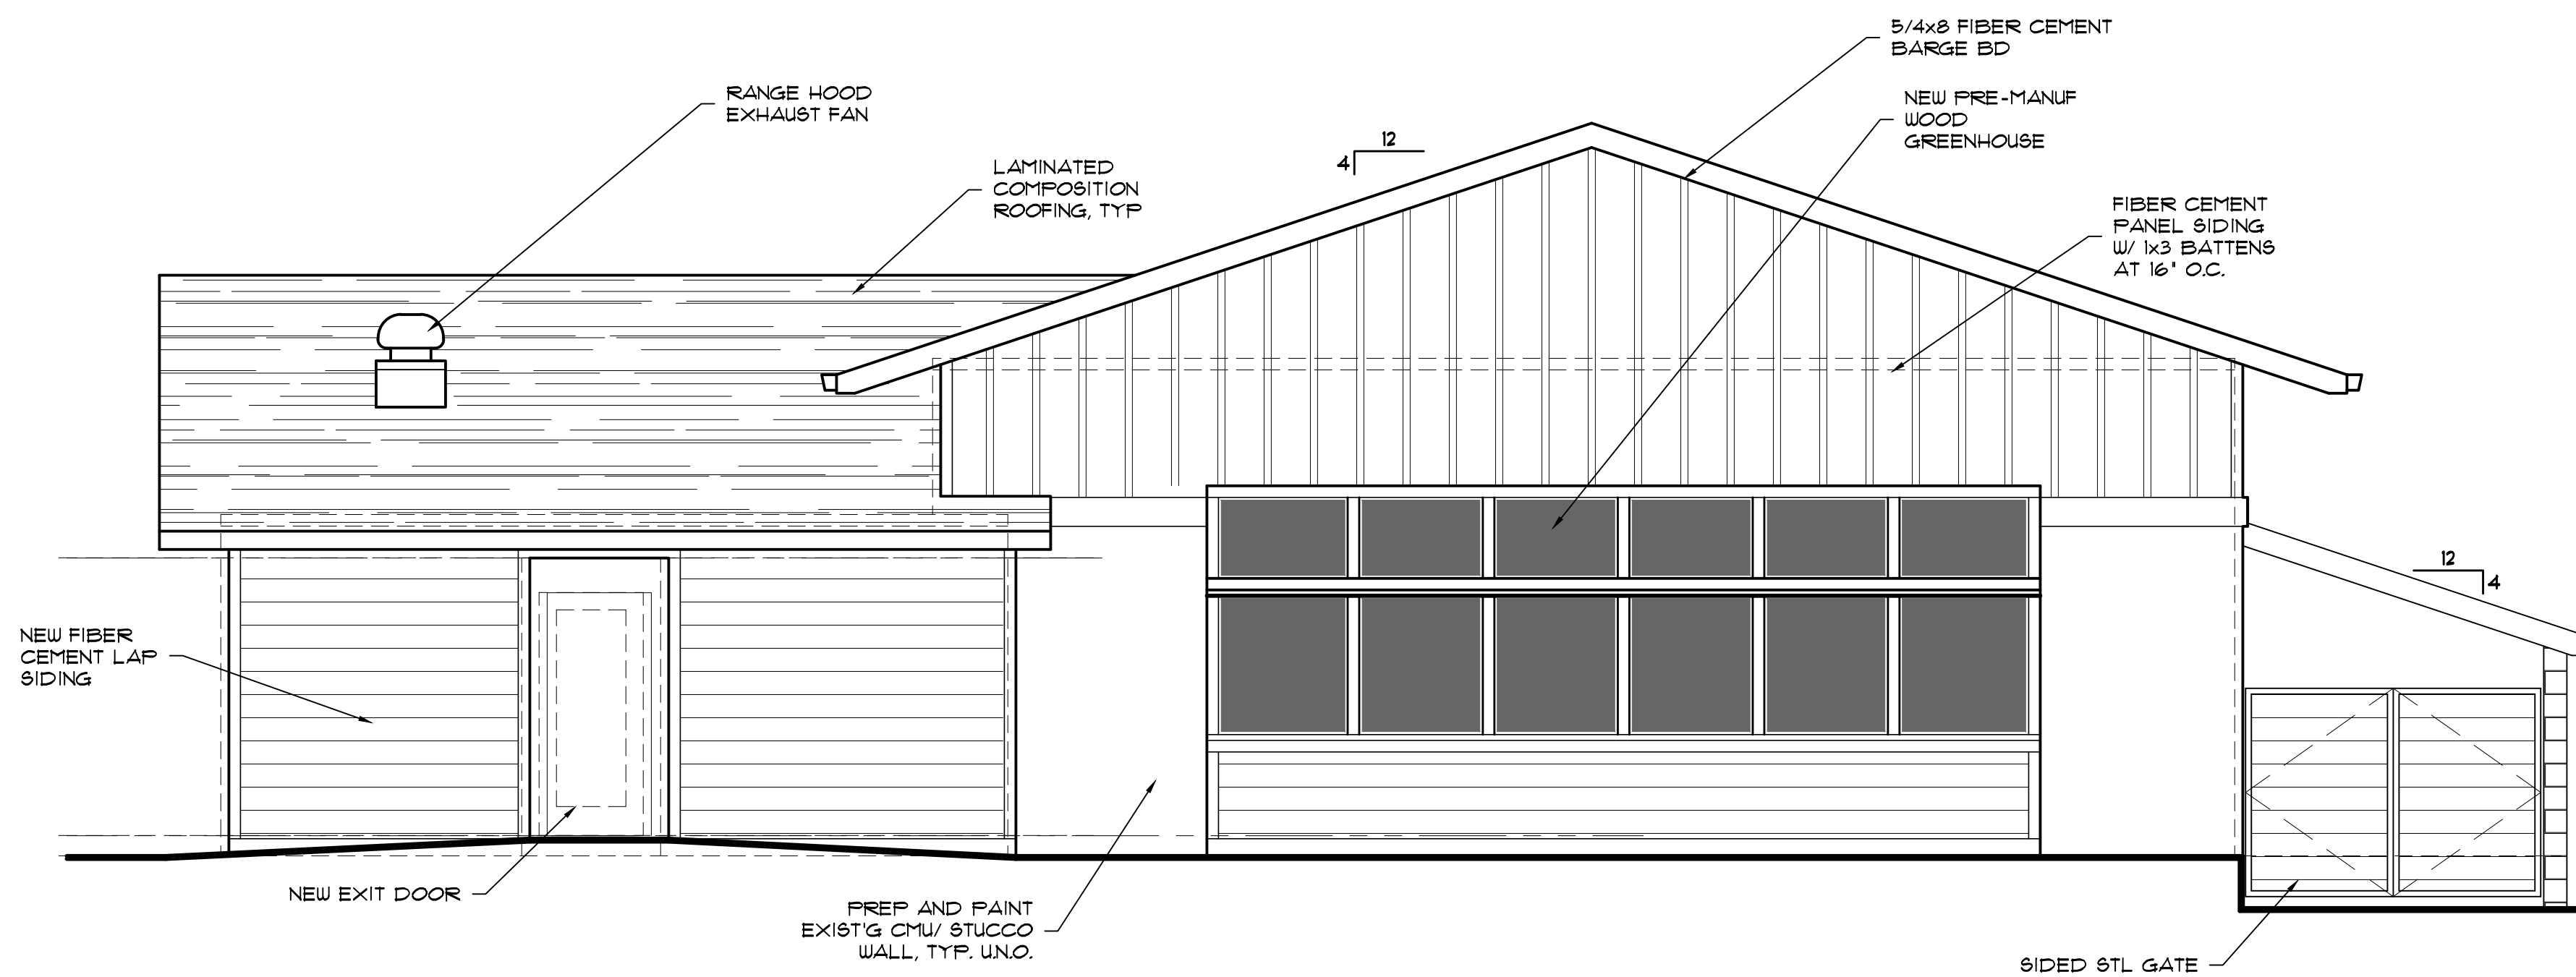 5/4x8 FIBER CEMENT
BARGE BD
RANGE HOOD
EXHAUST FAN
NEW PRE-MANUF
WOOD
GREENHOUSE
12
4
LAMINATED
COMPOSITION
ROOFING, TYP
FIBER CEMENT
PANEL SIDING
W/ 1x3 BATTENS
AT 16" O.C.
12
4
NEW FIBER
CEMENT LAP
SIDING
NEW EXIT DOOR
PREP AND PAINT
EXIST'G CMU/ STUCCO
WALL, TYP. U.N.O.
SIDED STL GATE